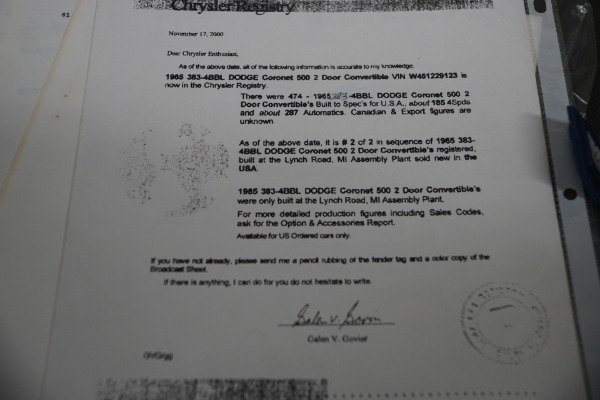 61
Chrysler Registry
November 17, 2000
Dear Chrysler Enthusiast,
As of the above date, all of the following information is accurate to my knowledge.
1965 383-4BBL DODGE Coronet 500 2 Door Convertible VIN W451229123 is
now in the Chrysler Registry.
There were 474 - 1965 383-4BBL DODGE Coronet 500 2
Door Convertible's Built to Spec's for U.S.A., about 185 4Spds
and about 287 Automatics. Canadian & Export figures are
unknown
As of the above date, it is # 2 of 2 in sequence of 1965 383-
4BBL DODGE Coronet 500 2 Door Convertible's registered,
built at the Lynch Road, MI Assembly Plant sold new in the
USA.
1965 383-4BBL DODGE Coronet 500 2 Door Convertible's
were only built at the Lynch Road, MI Assembly Plant.
For more detailed production figures including Sales Codes,
ask for the Option & Accessories Report.
Available for US Ordered cars only.
If you have not already, please send me a pencil rubbing of the fender tag and a color copy of the
Broadcast Sheet.
If there is anything, I can do for you do not hesitate to write.
Galen V. Govier
Galen V. Govier
GVG/gg